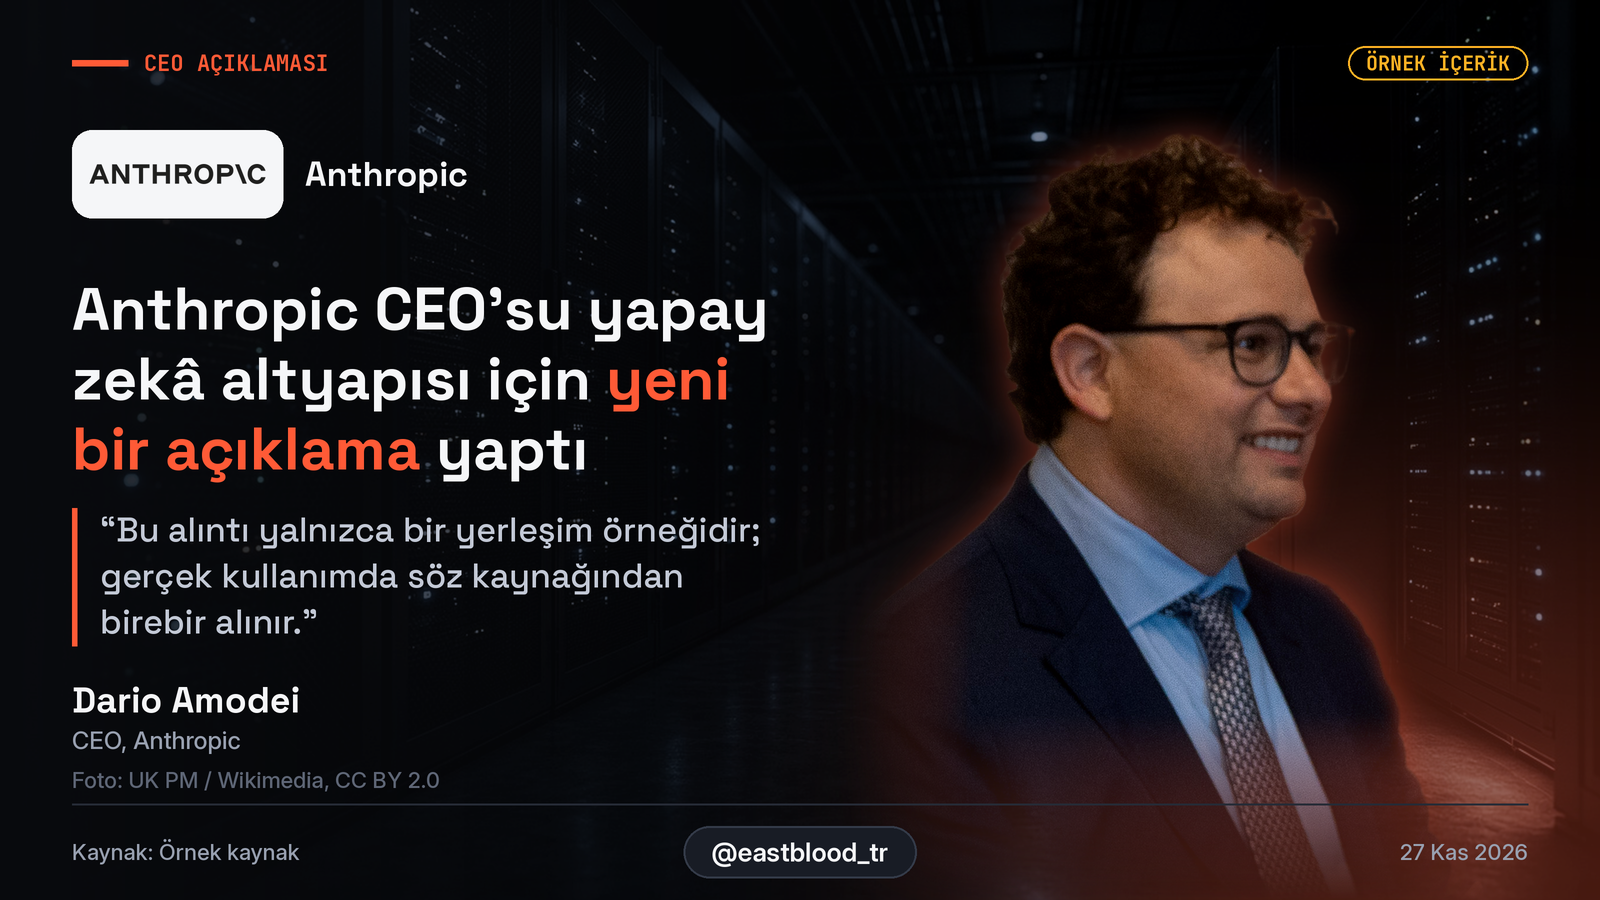 CEO AÇIKLAMASI
ÖRNEK İÇERİK
ANTHROP\C
Anthropic
Anthropic CEO’su yapay
zekâ altyapısı için yeni
bir açıklama yaptı
“Bu alıntı yalnızca bir yerleşim örneğidir;
gerçek kullanımda söz kaynağından
birebir alınır.”
Dario Amodei
CEO, Anthropic
Foto: UK PM / Wikimedia, CC BY 2.0
Kaynak: Örnek kaynak
@eastblood_tr
27 Kas 2026